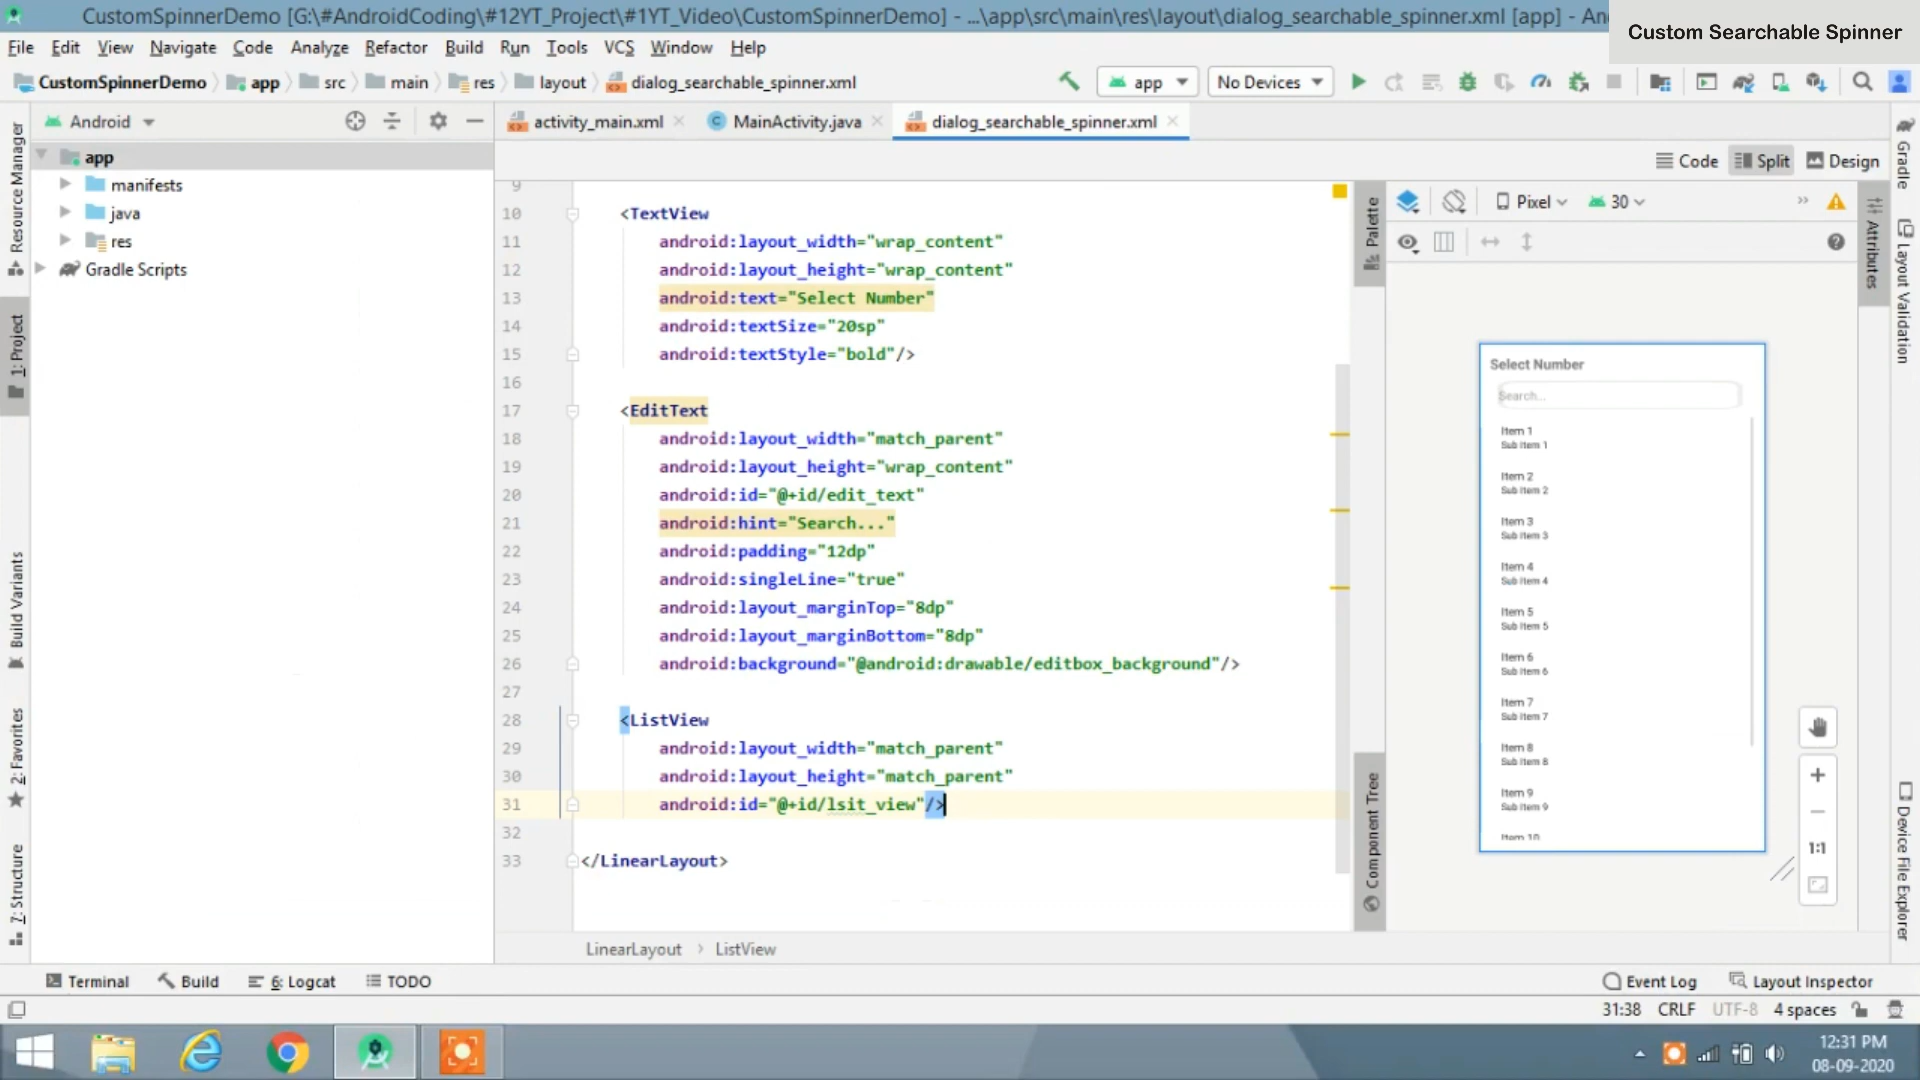 CustomSpinnerDemo [G:\#AndroidCoding\#12YT_Project\#1YT_Video\CustomSpinnerDemo] - ...\app\src\main\res\layout\dialog_searchable_spinner.xml [app] - An
Custom Searchable Spinner
File Edit View Navigate Code Analyze Refactor Build Run Tools VCS Window Help
CustomSpinnerDemo app src main res layout dialog_searchable_spinner.xml app No Devices
Android
activity_main.xml MainActivity.java dialog_searchable_spinner.xml
Code Split Design
app
manifests
java
res
Gradle Scripts
Resource Manager
1: Project
Build Variants
2: Favorites
7: Structure
9
10 <TextView
11 android:layout_width="wrap_content"
12 android:layout_height="wrap_content"
13 android:text="Select Number"
14 android:textSize="20sp"
15 android:textStyle="bold"/>
16
17 <EditText
18 android:layout_width="match_parent"
19 android:layout_height="wrap_content"
20 android:id="@+id/edit_text"
21 android:hint="Search..."
22 android:padding="12dp"
23 android:singleLine="true"
24 android:layout_marginTop="8dp"
25 android:layout_marginBottom="8dp"
26 android:background="@android:drawable/editbox_background"/>
27
28 <ListView
29 android:layout_width="match_parent"
30 android:layout_height="match_parent"
31 android:id="@+id/lsit_view"/>
32
33 </LinearLayout>
LinearLayout › ListView
Palette
Component Tree
Pixel 30
Select Number
Search...
Item 1
Sub Item 1
Item 2
Sub Item 2
Item 3
Sub Item 3
Item 4
Sub Item 4
Item 5
Sub Item 5
Item 6
Sub Item 6
Item 7
Sub Item 7
Item 8
Sub Item 8
Item 9
Sub Item 9
Item 10
1:1
Attributes
Gradle
Layout Validation
Device File Explorer
Terminal Build 6: Logcat TODO Event Log Layout Inspector
31:38 CRLF UTF-8 4 spaces
12:31 PM
08-09-2020